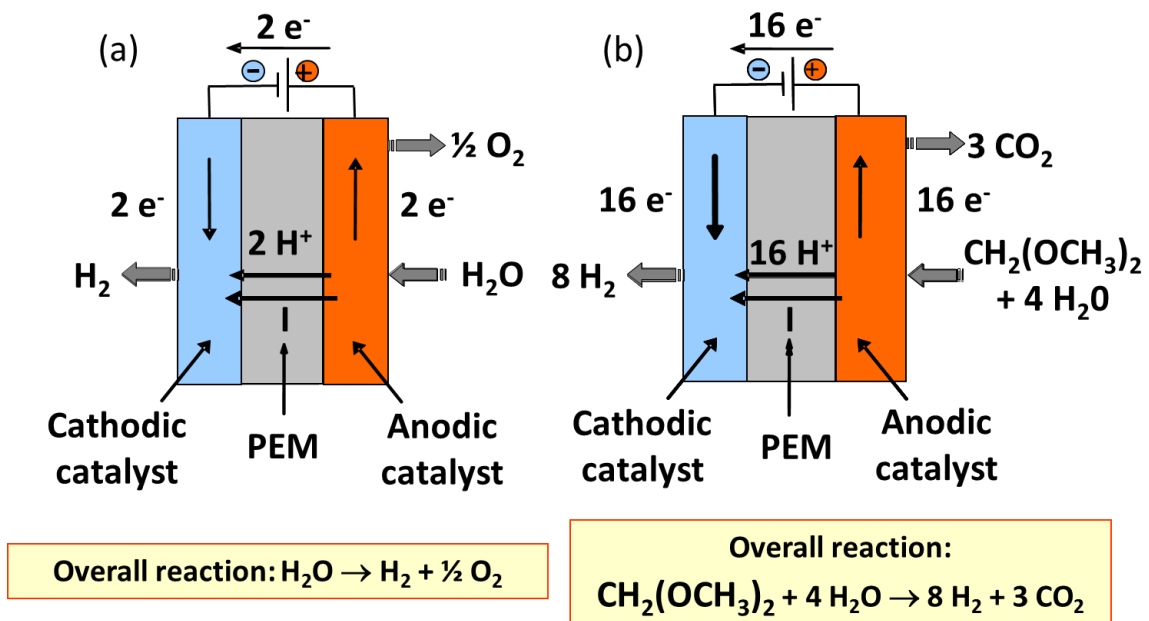 (a)
2 e⁻
−
+
½ O₂
2 e⁻
2 e⁻
2 H⁺
H₂
H₂O
Cathodic
catalyst
PEM
Anodic
catalyst
Overall reaction: H₂O → H₂ + ½ O₂
(b)
16 e⁻
−
+
3 CO₂
16 e⁻
16 e⁻
16 H⁺
8 H₂
CH₂(OCH₃)₂
+ 4 H₂0
Cathodic
catalyst
PEM
Anodic
catalyst
Overall reaction:
CH₂(OCH₃)₂ + 4 H₂O → 8 H₂ + 3 CO₂